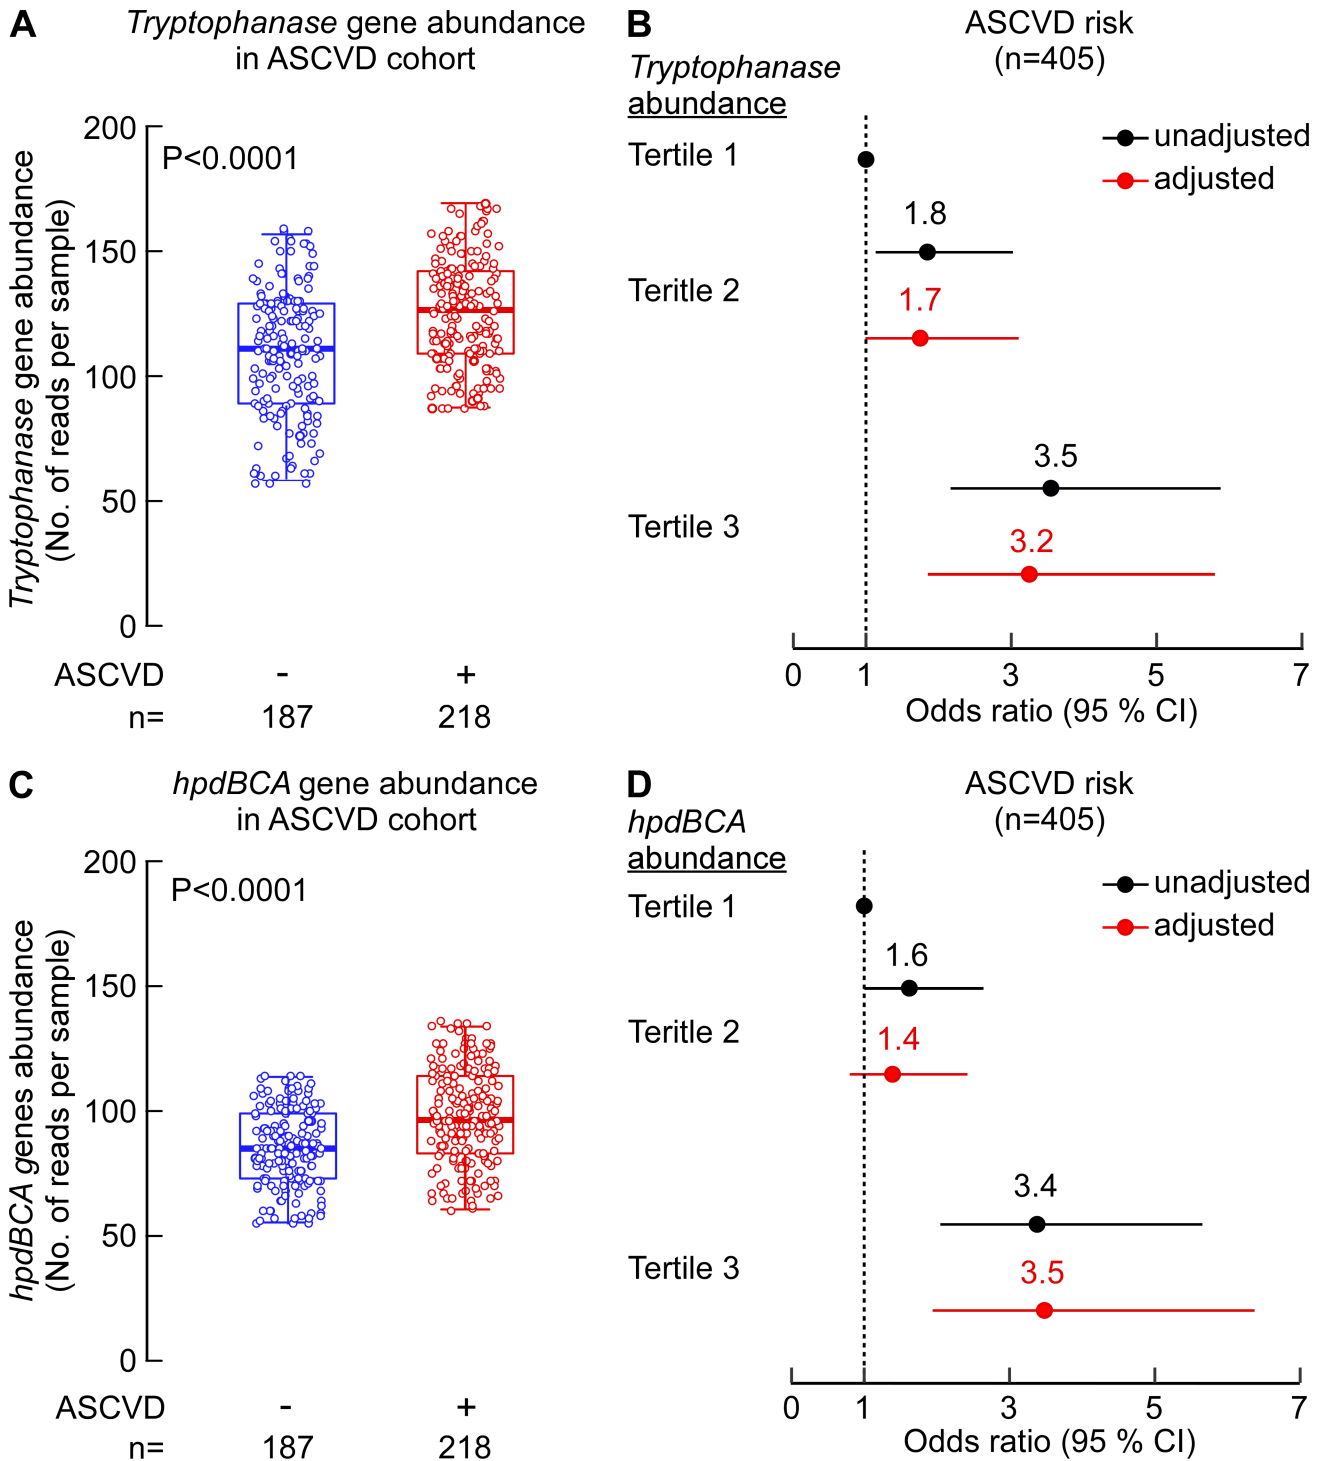 A
Tryptophanase gene abundance
in ASCVD cohort
Tryptophanase gene abundance
(No. of reads per sample)
200
150
100
50
0
P<0.0001
ASCVD - +
n= 187 218
B
ASCVD risk
(n=405)
Tryptophanase
abundance
unadjusted
adjusted
Tertile 1
1.8
Teritle 2
1.7
3.5
Tertile 3
3.2
0 1 3 5 7
Odds ratio (95 % CI)
C
hpdBCA gene abundance
in ASCVD cohort
hpdBCA genes abundance
(No. of reads per sample)
200
150
100
50
0
P<0.0001
ASCVD - +
n= 187 218
D
ASCVD risk
(n=405)
hpdBCA
abundance
unadjusted
adjusted
Tertile 1
1.6
Teritle 2
1.4
3.4
Tertile 3
3.5
0 1 3 5 7
Odds ratio (95 % CI)